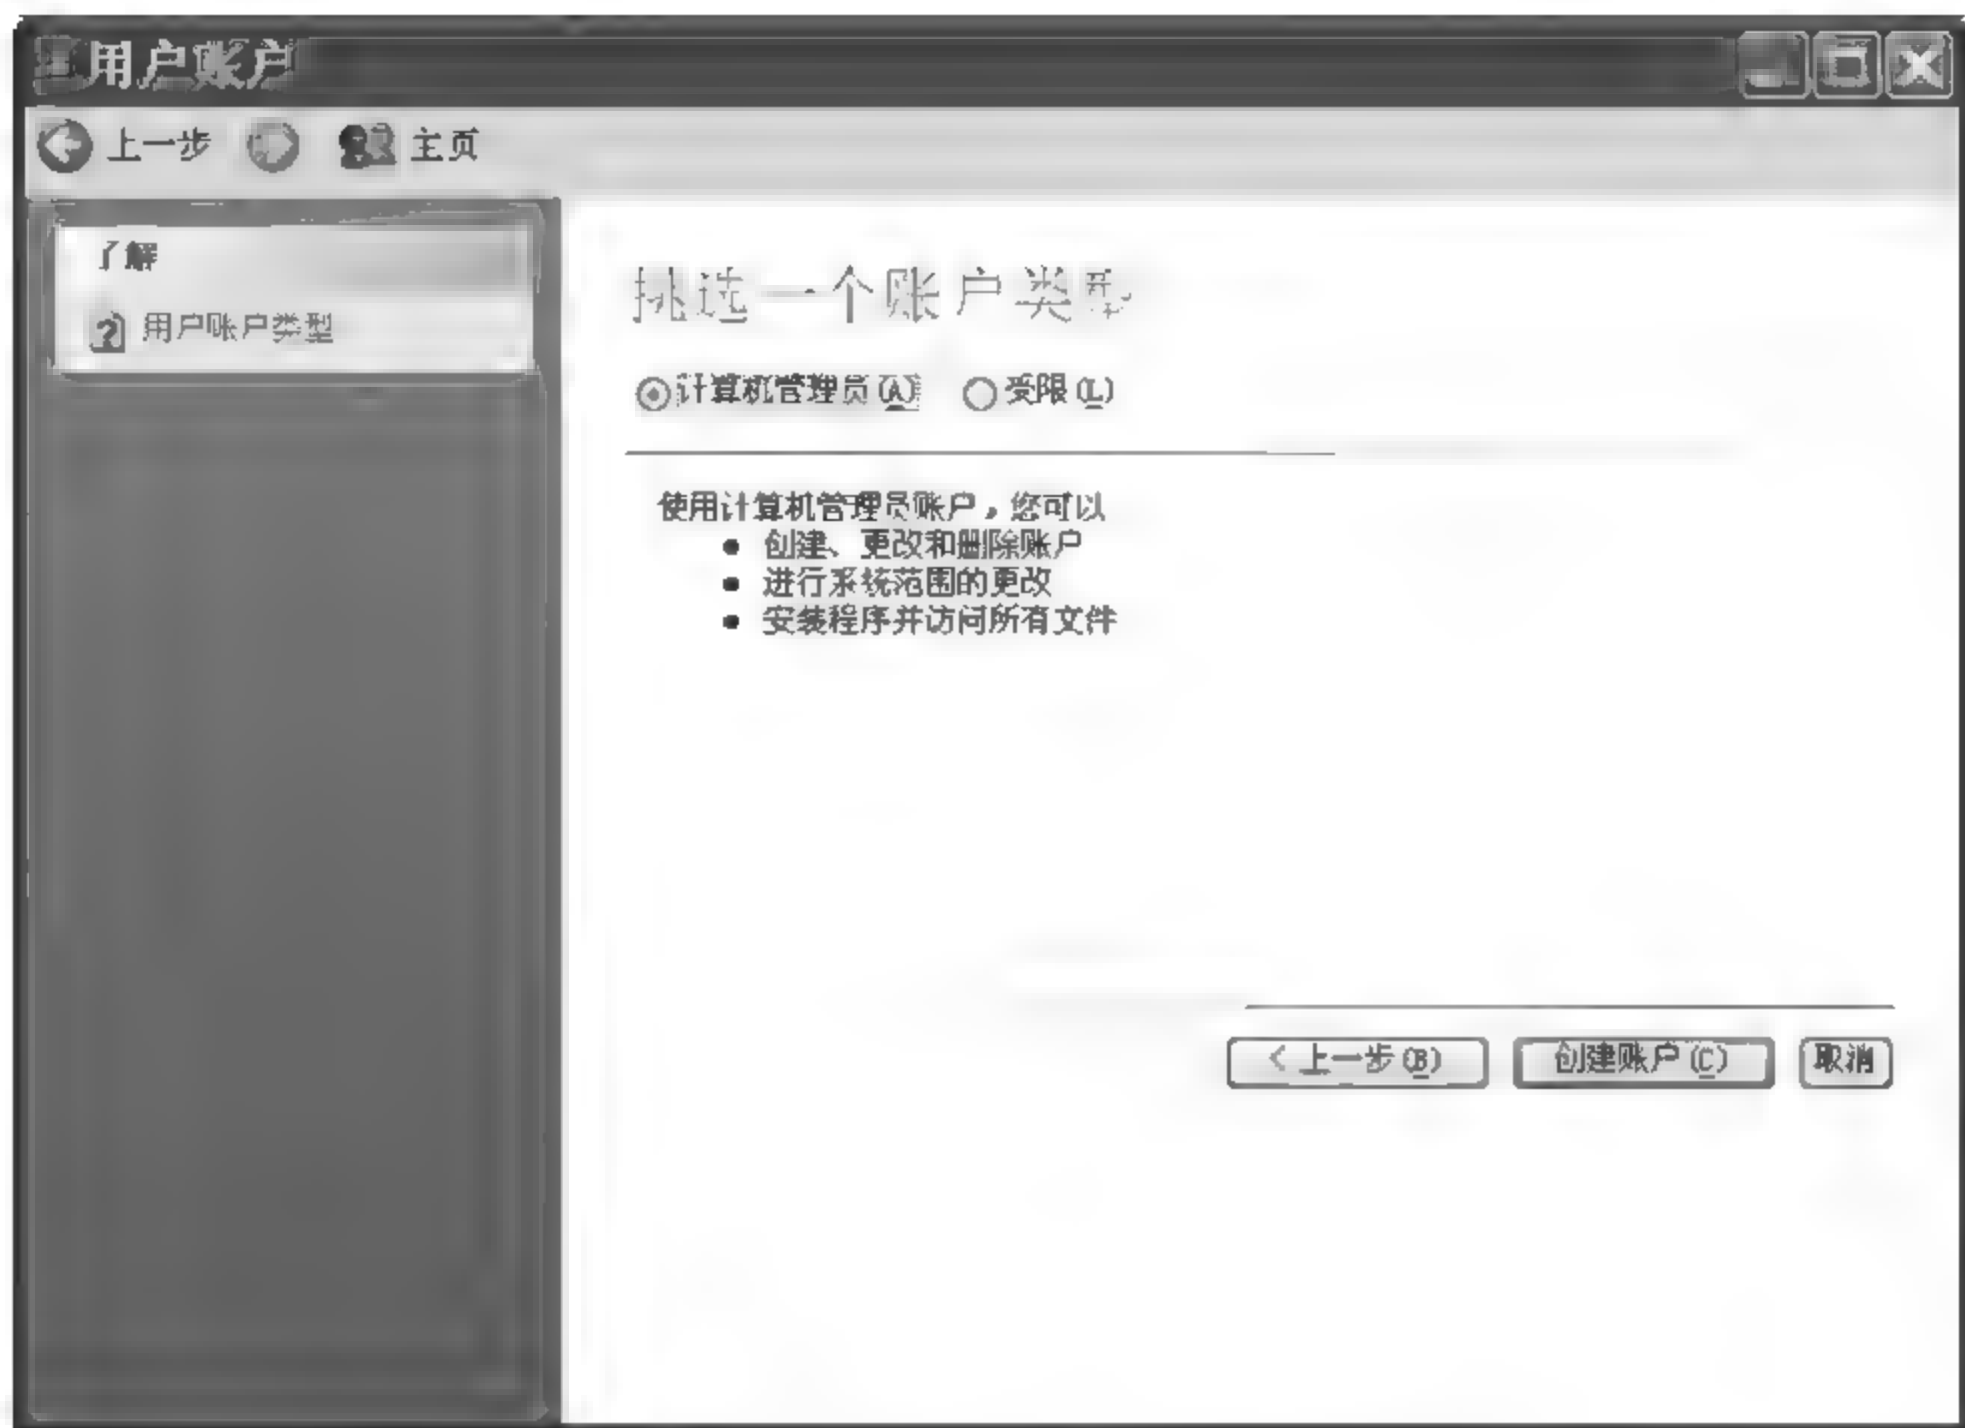 用户账户
上一步 主页
了解
用户账户类型
挑选一个账户类型
计算机管理员(A) 受限(L)
使用计算机管理员账户，您可以
● 创建、更改和删除账户
● 进行系统范围的更改
● 安装程序并访问所有文件
< 上一步(B) 创建账户(C) 取消